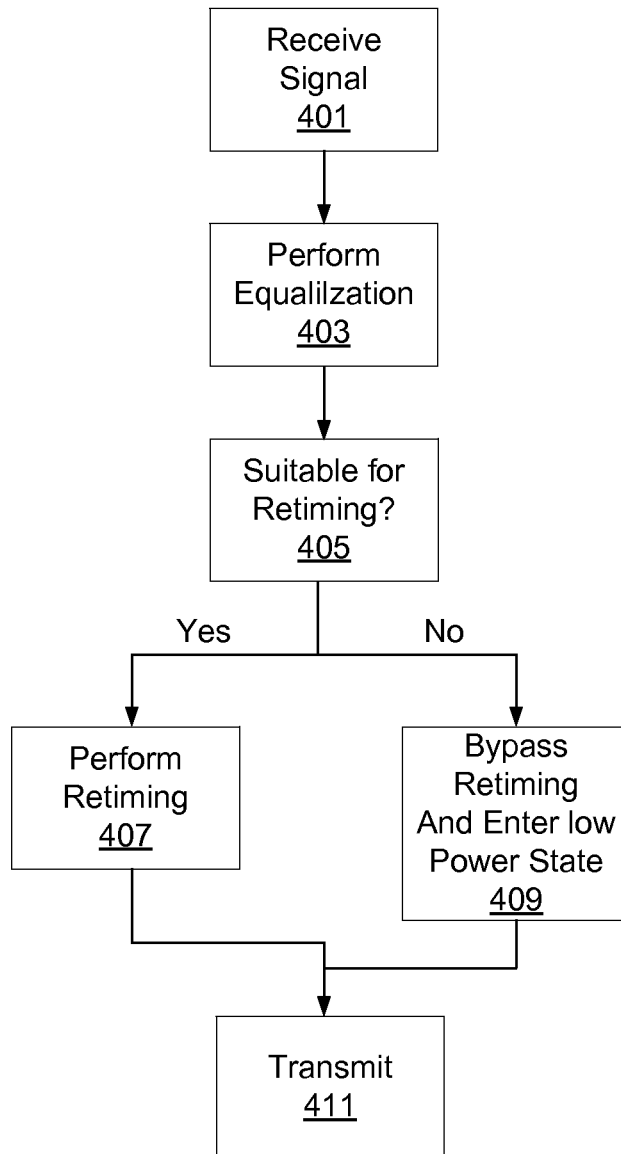 Receive
Signal
401
Perform
Equalilzation
403
Suitable for
Retiming?
405
Yes
No
Perform
Retiming
407
Bypass
Retiming
And Enter low
Power State
409
Transmit
411